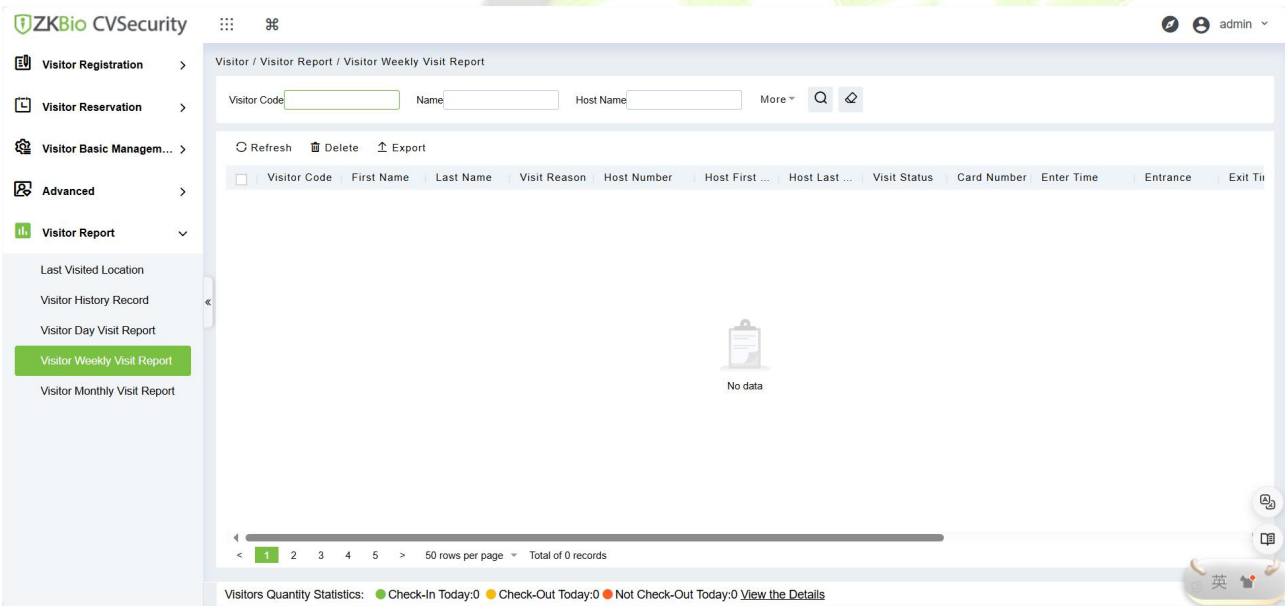 ZKBio CVSecurity
admin
Visitor Registration
Visitor Reservation
Visitor Basic Managem...
Advanced
Visitor Report
Last Visited Location
Visitor History Record
Visitor Day Visit Report
Visitor Weekly Visit Report
Visitor Monthly Visit Report
Visitor / Visitor Report / Visitor Weekly Visit Report
Visitor Code Name Host Name More
Refresh Delete Export
Visitor Code First Name Last Name Visit Reason Host Number Host First ... Host Last ... Visit Status Card Number Enter Time Entrance Exit Ti
No data
< 1 2 3 4 5 > 50 rows per page Total of 0 records
Visitors Quantity Statistics: Check-In Today:0 Check-Out Today:0 Not Check-Out Today:0 View the Details
英